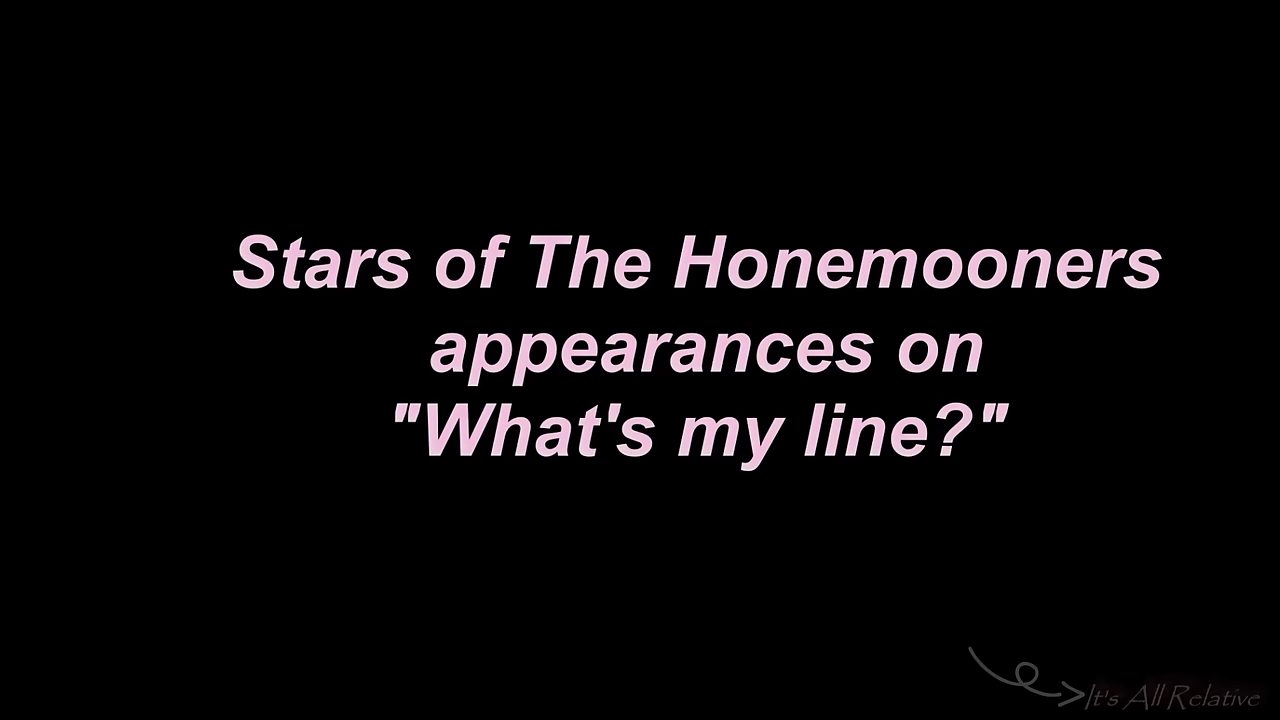 Stars of The Honemooners
appearances on
"What's my line?"
It's All Relative